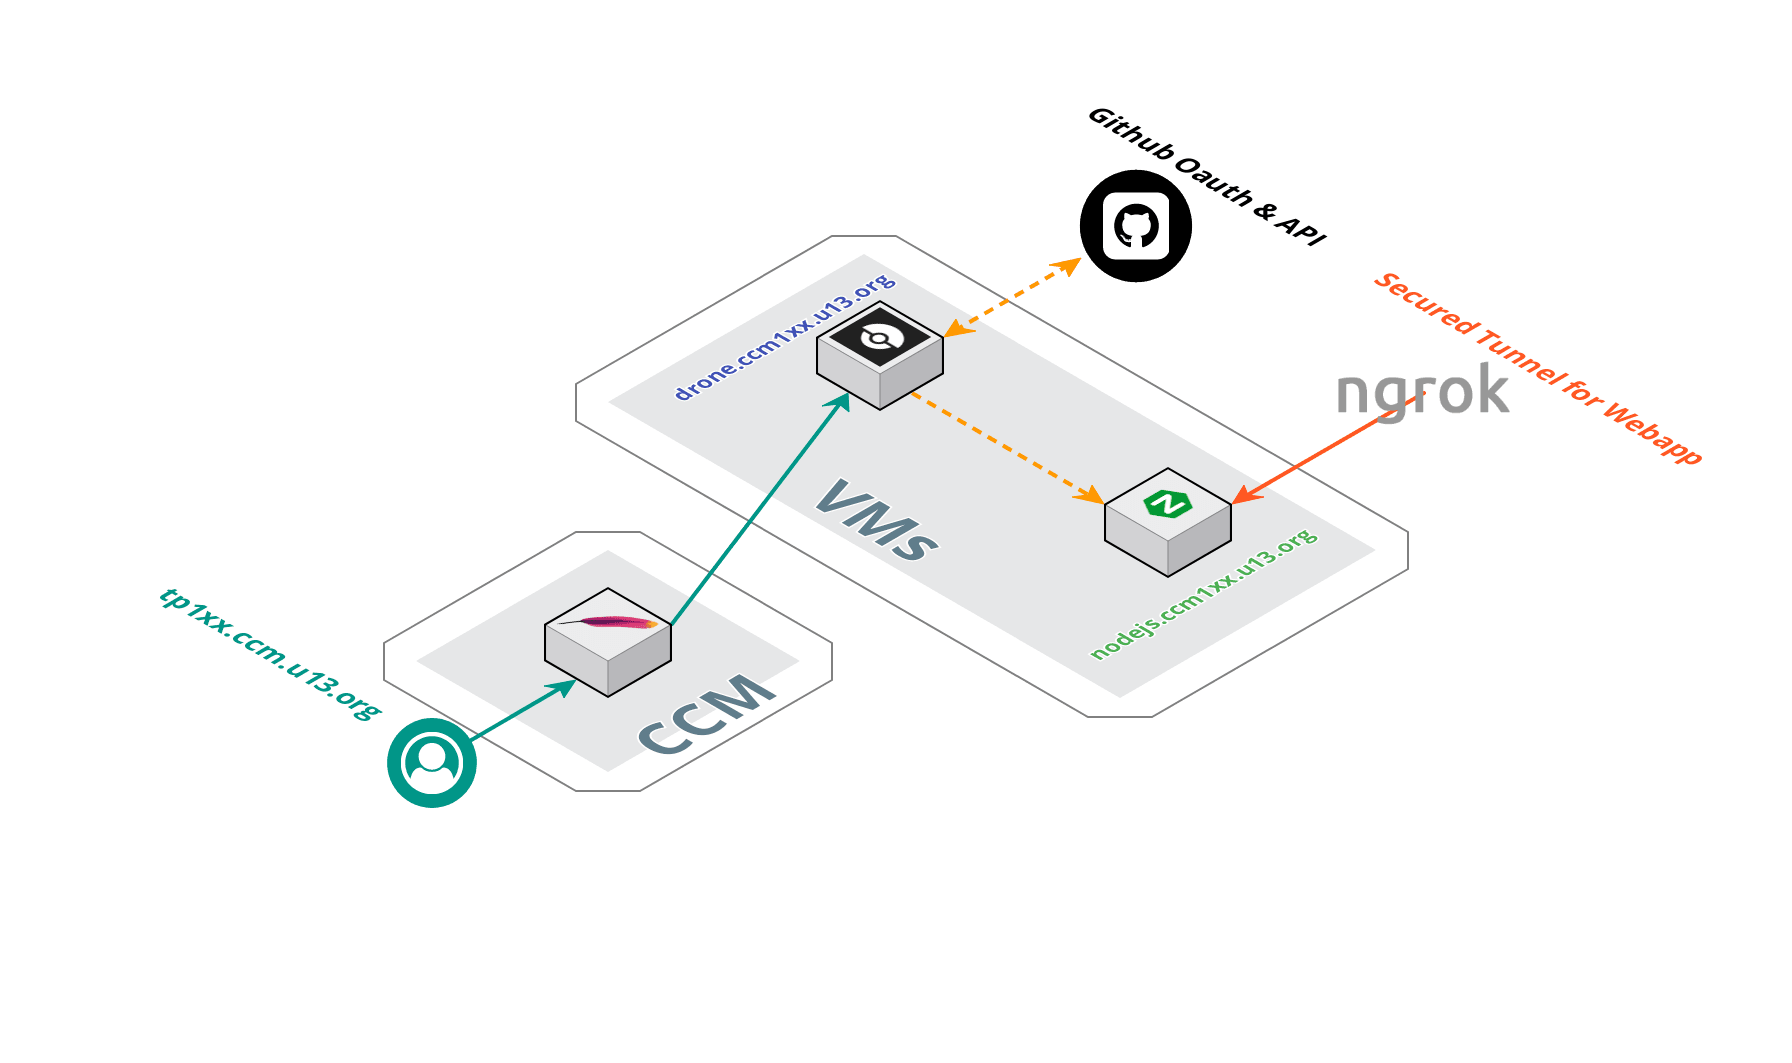 Github Oauth & API
drone.ccm1xx.u13.org
Secured Tunnel for Webapp
ngrok
VMs
N
nodejs.ccm1xx.u13.org
tp1xx.ccm.u13.org
CCM